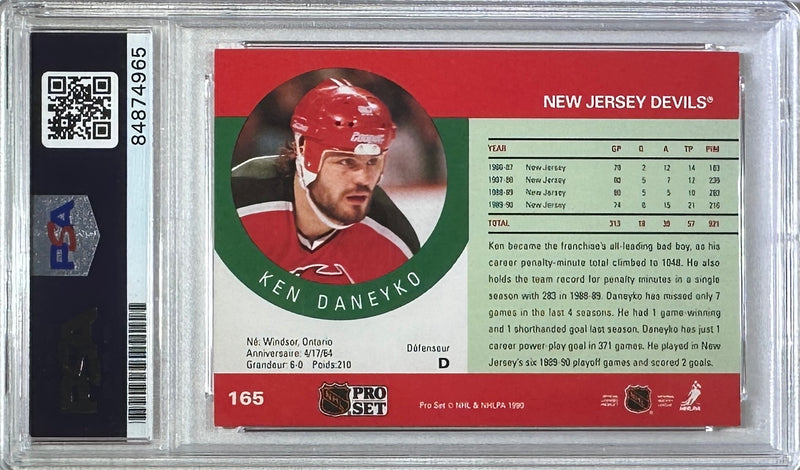 84874965
PSA
PSA
NEW JERSEY DEVILS
KEN DANEYKO
YEAR GP G A TP PIM
1986-87 New Jersey 79 2 12 14 183
1987-88 New Jersey 80 5 7 12 239
1988-89 New Jersey 80 5 5 10 283
1989-90 New Jersey 74 6 15 21 216
TOTAL 313 18 39 57 921
Ken became the franchise's all-leading bad boy, as his
career penalty-minute total climbed to 1048. He also
holds the team record for penalty minutes in a single
season with 283 in 1988-89. Daneyko has missed only 7
games in the last 4 seasons. He had 1 game-winning
and 1 shorthanded goal last season. Daneyko has just 1
career power-play goal in 371 games. He played in New
Jersey's six 1989-90 playoff games and scored 2 goals.
Né: Windsor, Ontario
Anniversaire: 4/17/64
Grandeur: 6-0 Poids:210
Défenseur
D
165
NHL
PRO
SET
Pro Set © NHL & NHLPA 1990
NHL
NHLPA